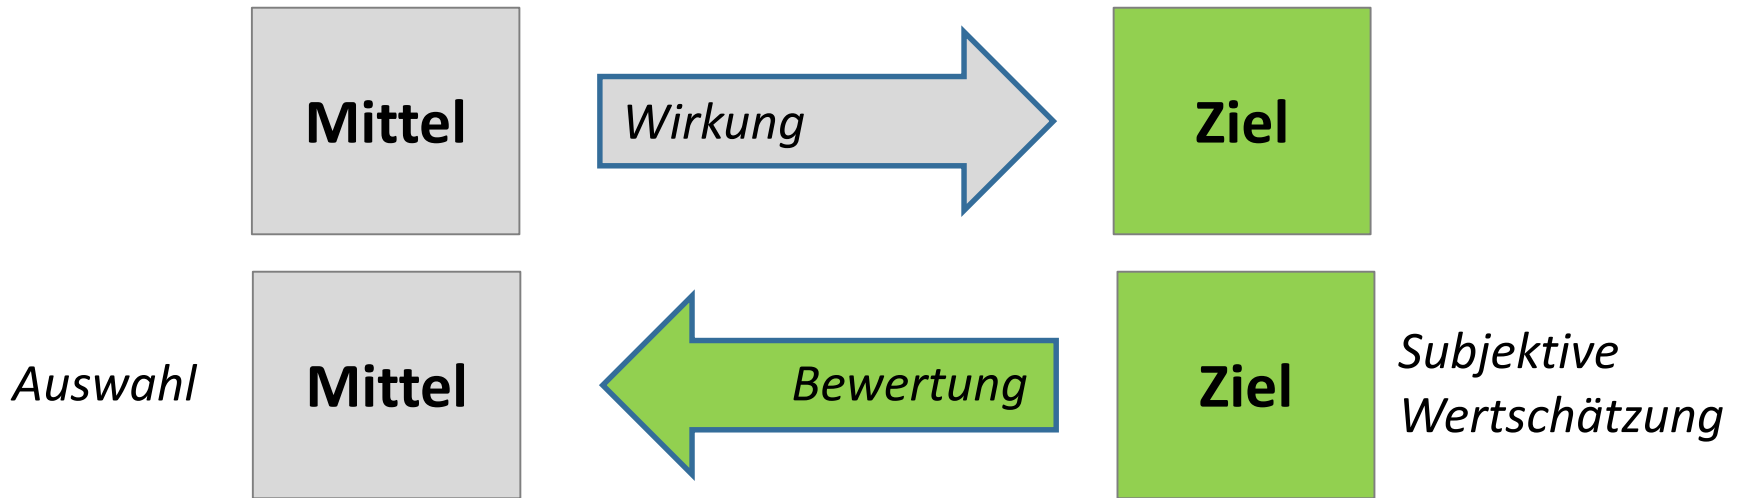 Mittel
Wirkung
Ziel
Auswahl
Mittel
Bewertung
Ziel
Subjektive
Wertschätzung